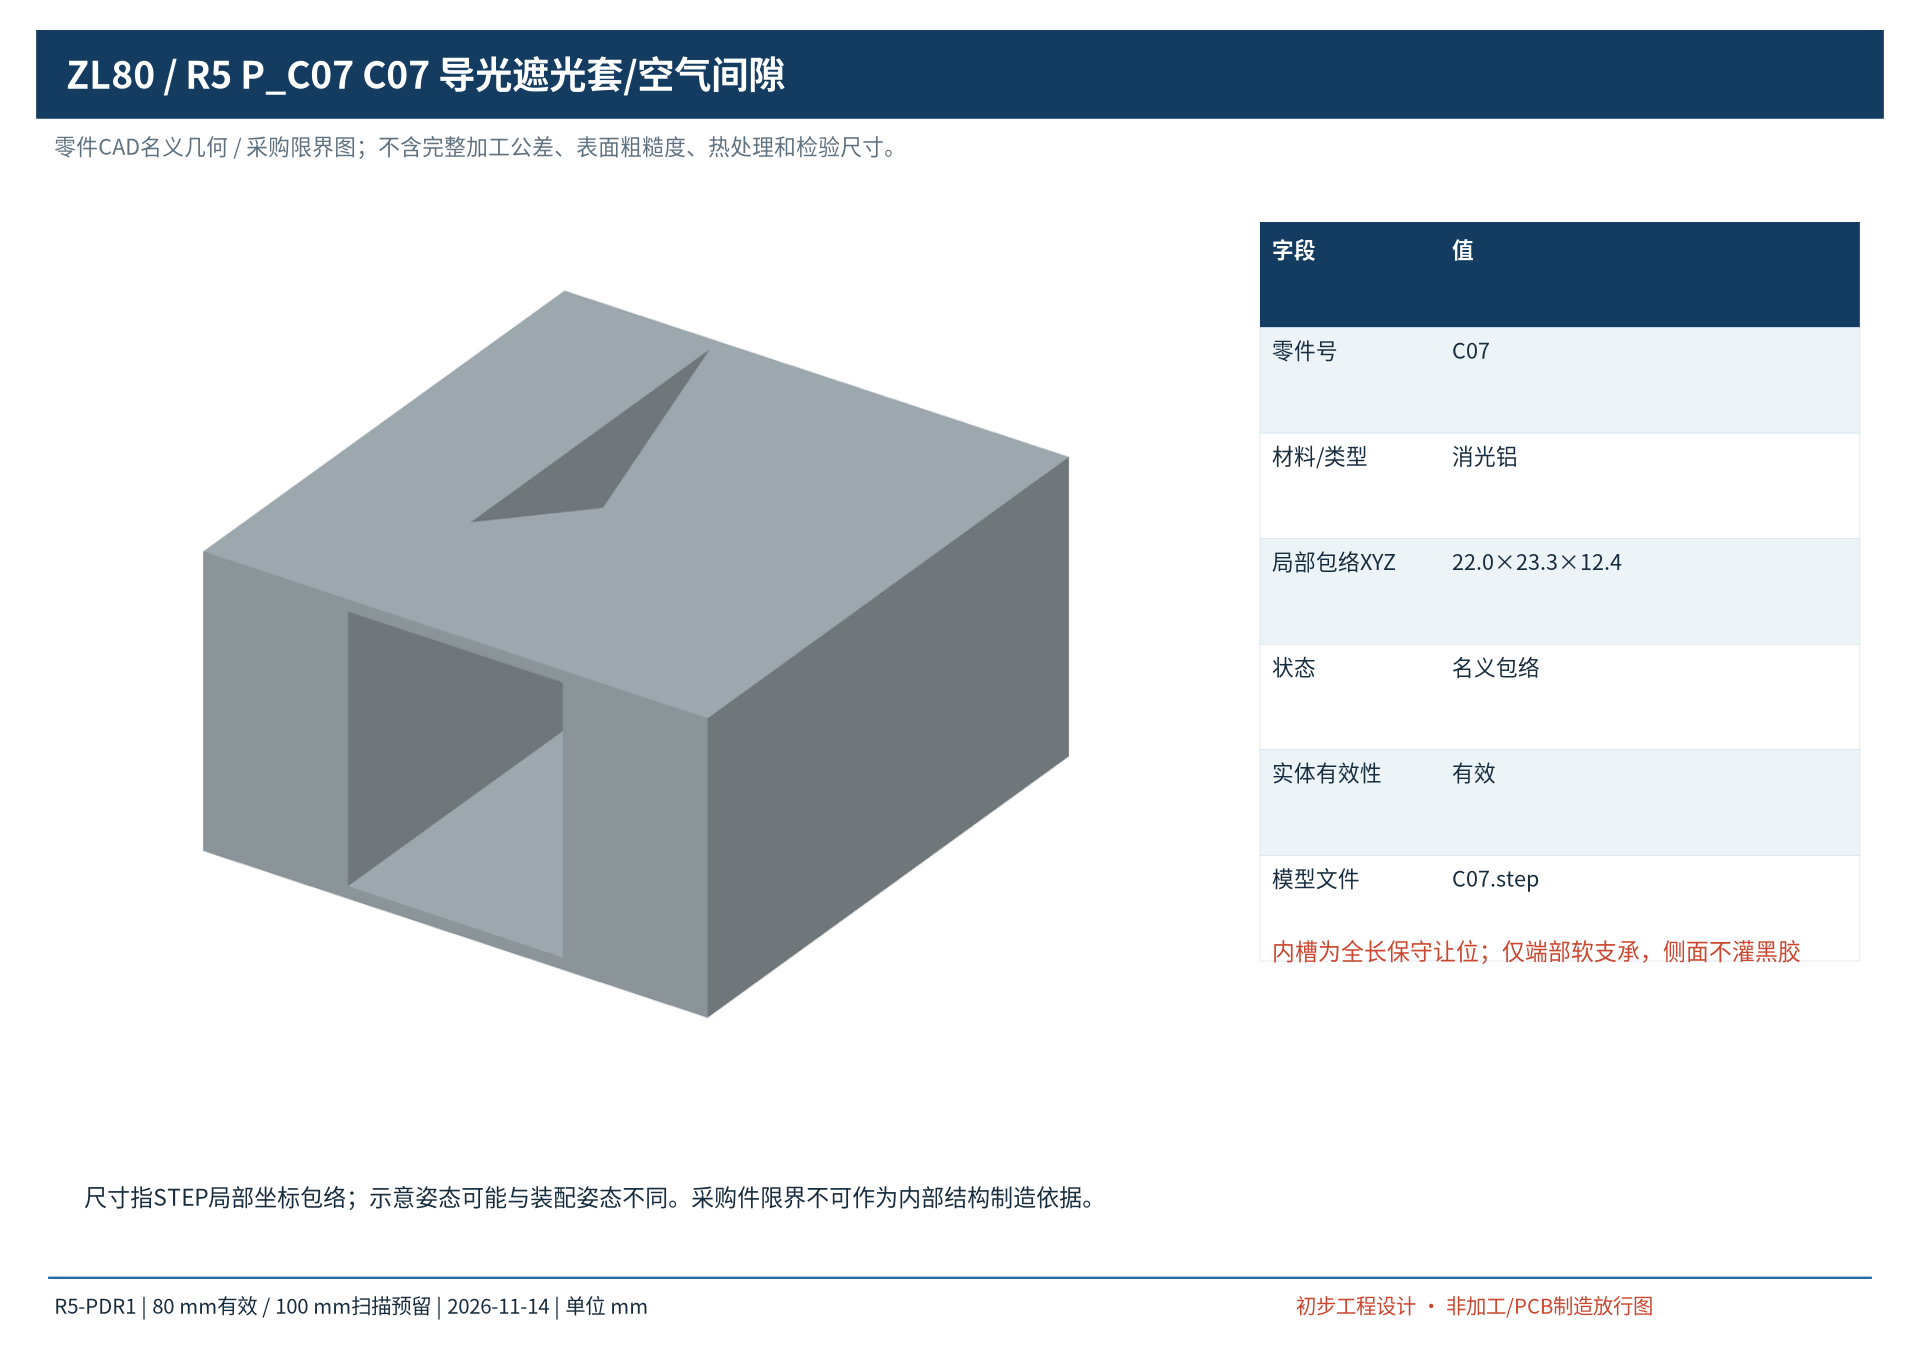 ZL80 / R5 P_C07 C07 导光遮光套/空气间隙
零件CAD名义几何 / 采购限界图；不含完整加工公差、表面粗糙度、热处理和检验尺寸。
字段 值
零件号 C07
材料/类型 消光铝
局部包络XYZ 22.0×23.3×12.4
状态 名义包络
实体有效性 有效
模型文件 C07.step
内槽为全长保守让位；仅端部软支承，侧面不灌黑胶
尺寸指STEP局部坐标包络；示意姿态可能与装配姿态不同。采购件限界不可作为内部结构制造依据。
R5-PDR1 | 80 mm有效 / 100 mm扫描预留 | 2026-11-14 | 单位 mm
初步工程设计 · 非加工/PCB制造放行图